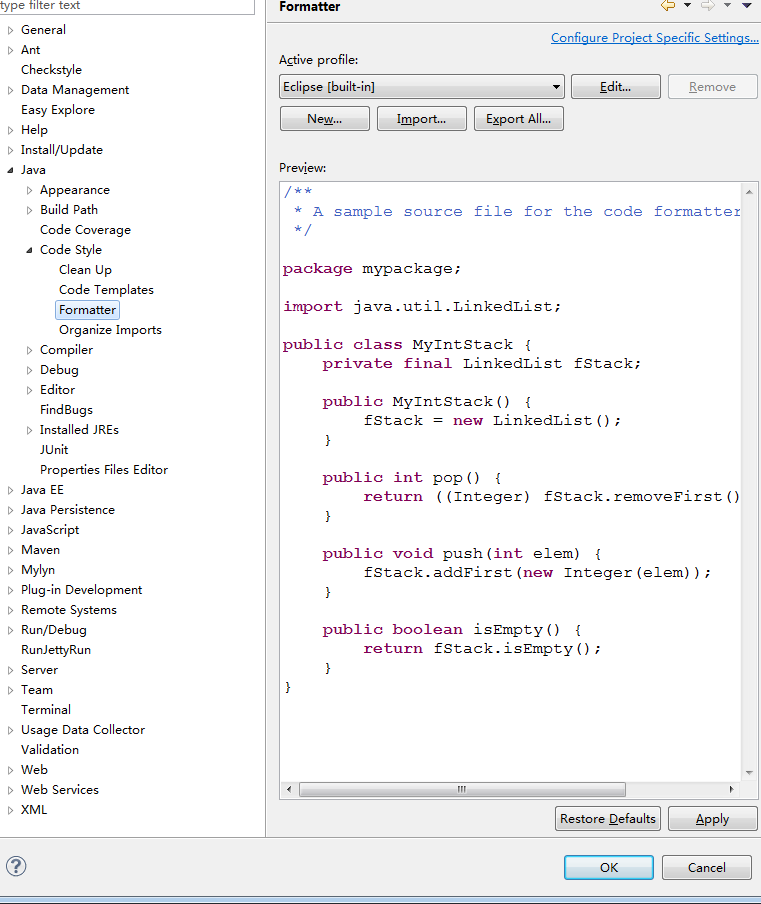 type filter text
General
Ant
Checkstyle
Data Management
Easy Explore
Help
Install/Update
Java
Appearance
Build Path
Code Coverage
Code Style
Clean Up
Code Templates
Formatter
Organize Imports
Compiler
Debug
Editor
FindBugs
Installed JREs
JUnit
Properties Files Editor
Java EE
Java Persistence
JavaScript
Maven
Mylyn
Plug-in Development
Remote Systems
Run/Debug
RunJettyRun
Server
Team
Terminal
Usage Data Collector
Validation
Web
Web Services
XML
Formatter
Configure Project Specific Settings...
Active profile:
Eclipse [built-in]
Edit...
Remove
New...
Import...
Export All...
Preview:
/**
 * A sample source file for the code formatter
 */
package mypackage;
import java.util.LinkedList;
public class MyIntStack {
    private final LinkedList fStack;
    public MyIntStack() {
        fStack = new LinkedList();
    }
    public int pop() {
        return ((Integer) fStack.removeFirst()
    }
    public void push(int elem) {
        fStack.addFirst(new Integer(elem));
    }
    public boolean isEmpty() {
        return fStack.isEmpty();
    }
}
Restore Defaults
Apply
?
OK
Cancel